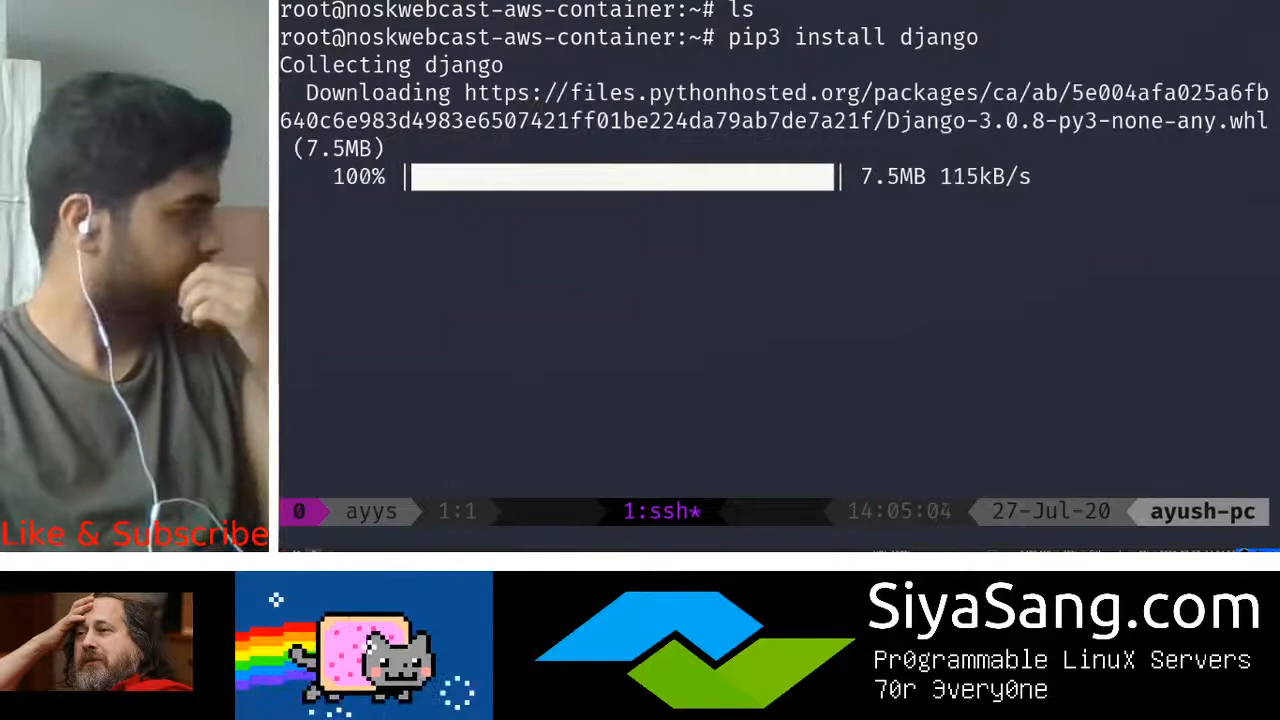 root@noskwebcast-aws-container:~# ls
root@noskwebcast-aws-container:~# pip3 install django
Collecting django
Downloading https://files.pythonhosted.org/packages/ca/ab/5e004afa025a6fb
640c6e983d4983e6507421ff01be224da79ab7de7a21f/Django-3.0.8-py3-none-any.whl
(7.5MB)
100% | | 7.5MB 115kB/s
0 ayys 1:1 1:ssh* 14:05:04 27-Jul-20 ayush-pc
Like & Subscribe
SiyaSang.com
Pr0grammable LinuX Servers
70r Эvery0ne